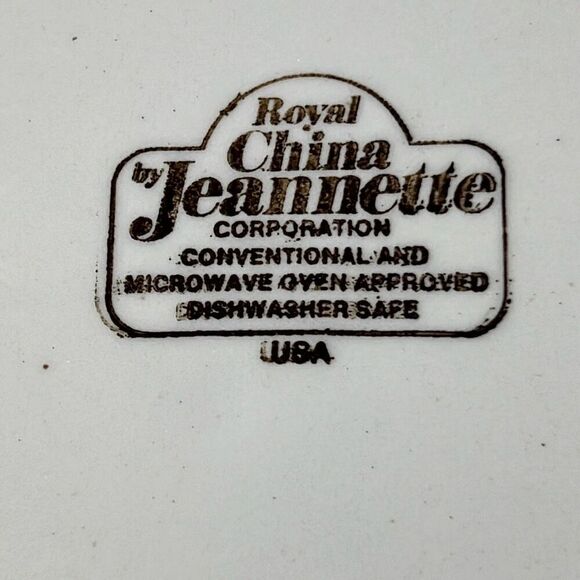 Royal
China
by Jeannette
CORPORATION
CONVENTIONAL AND
MICROWAVE OVEN APPROVED
DISHWASHER SAFE
USA